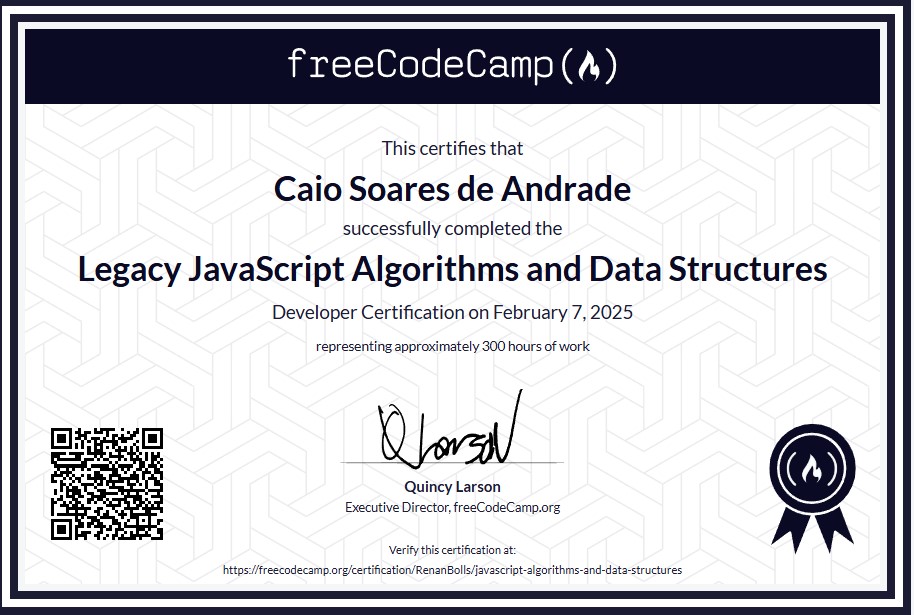 freeCodeCamp
This certifies that
Caio Soares de Andrade
successfully completed the
Legacy JavaScript Algorithms and Data Structures
Developer Certification on February 7, 2025
representing approximately 300 hours of work
Quincy Larson
Executive Director, freeCodeCamp.org
Verify this certification at:
https://freecodecamp.org/certification/RenanBolls/javascript-algorithms-and-data-structures